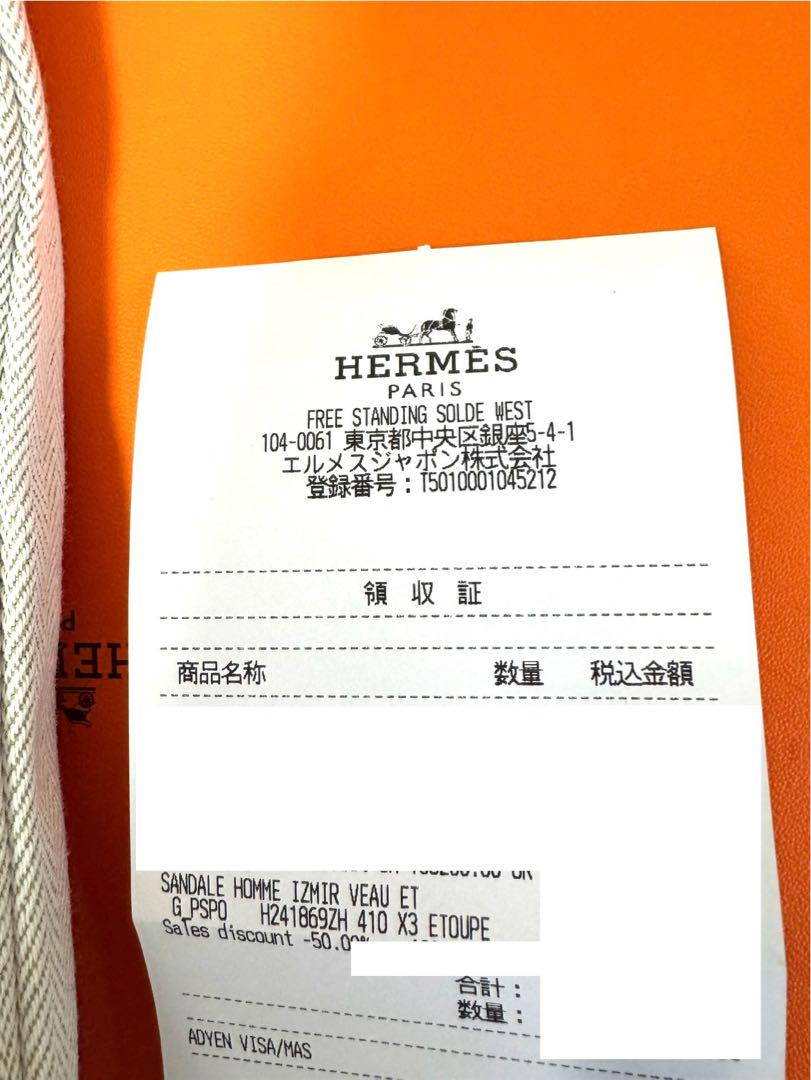 HERMÈS
PARIS
FREE STANDING SOLDE WEST
104-0061 東京都中央区銀座5-4-1
エルメスジャポン株式会社
登録番号：T5010001045212
領 収 証
商品名称 数量 税込金額
SANDALE HOMME IZMIR VEAU ET
G_PSPO H241869ZH 410 X3 ETOUPE
Sales discount -50.00%
合計：
数量：
ADYEN VISA/MAS